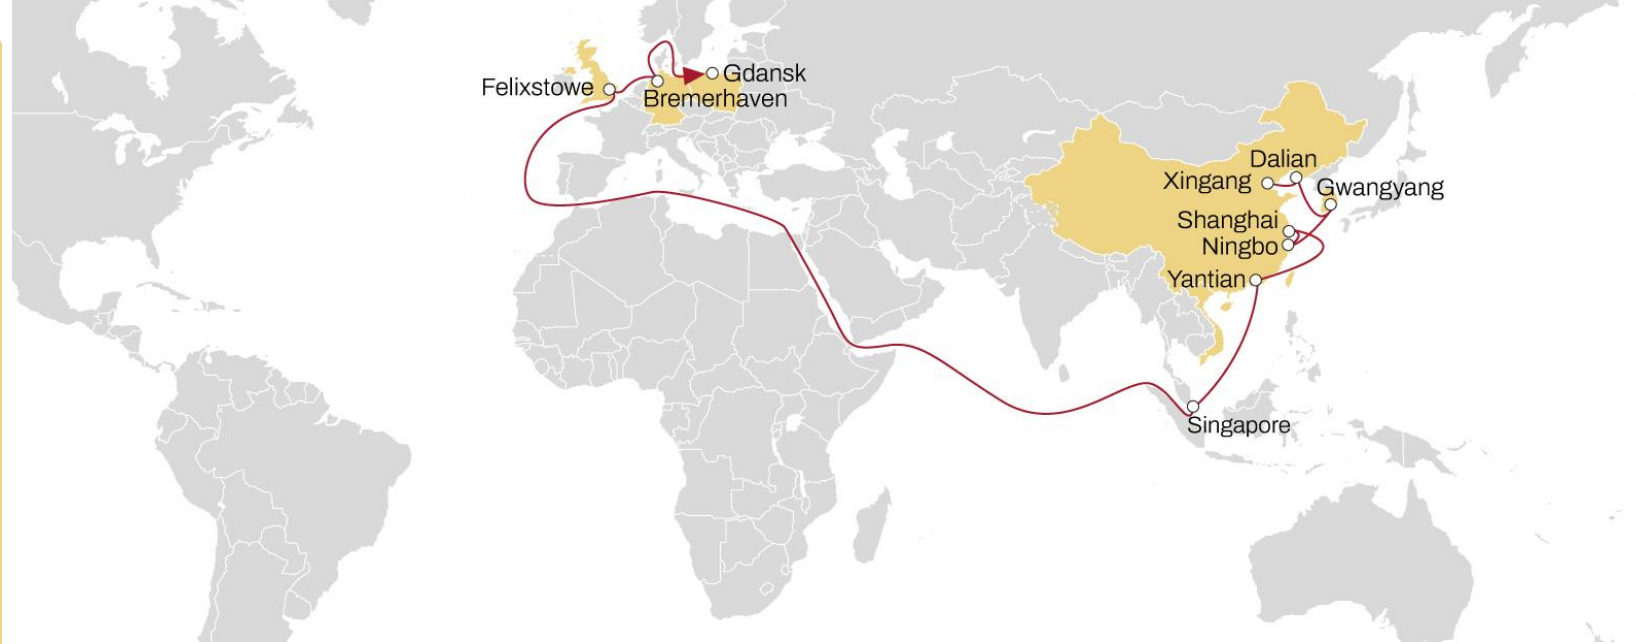 Gdansk
Felixstowe
Bremerhaven
Dalian
Xingang
Gwangyang
Shanghai
Ningbo
Yantian
Singapore